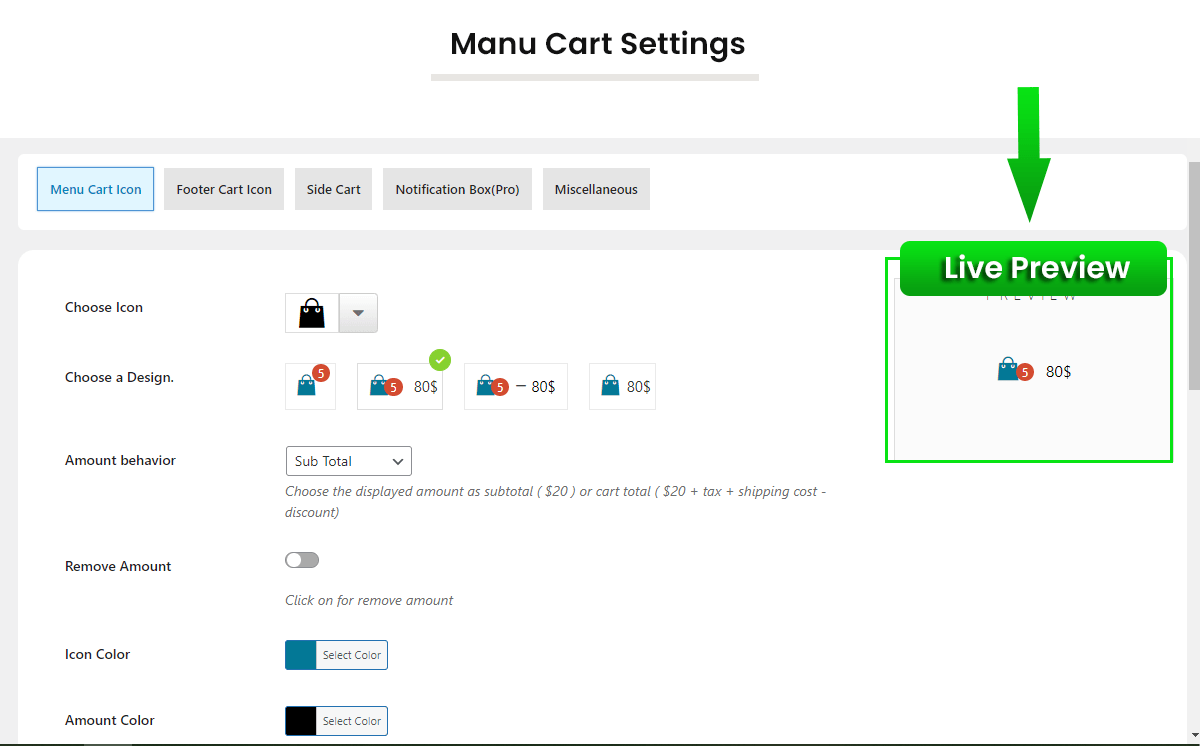 Manu Cart Settings
Menu Cart Icon
Footer Cart Icon
Side Cart
Notification Box(Pro)
Miscellaneous
Live Preview
PREVIEW
5 80$
Choose Icon
Choose a Design.
5
5 80$
5 – 80$
80$
Amount behavior
Sub Total
Choose the displayed amount as subtotal ( $20 ) or cart total ( $20 + tax + shipping cost -
discount)
Remove Amount
Click on for remove amount
Icon Color
Select Color
Amount Color
Select Color